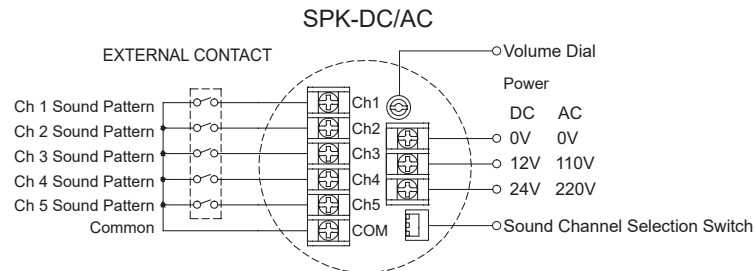 SPK-DC/AC
EXTERNAL CONTACT
Volume Dial
Power
DC AC
Ch 1 Sound Pattern
Ch1
Ch 2 Sound Pattern
Ch2
0V 0V
Ch 3 Sound Pattern
Ch3
12V 110V
Ch 4 Sound Pattern
Ch4
24V 220V
Ch 5 Sound Pattern
Ch5
Common
COM
Sound Channel Selection Switch